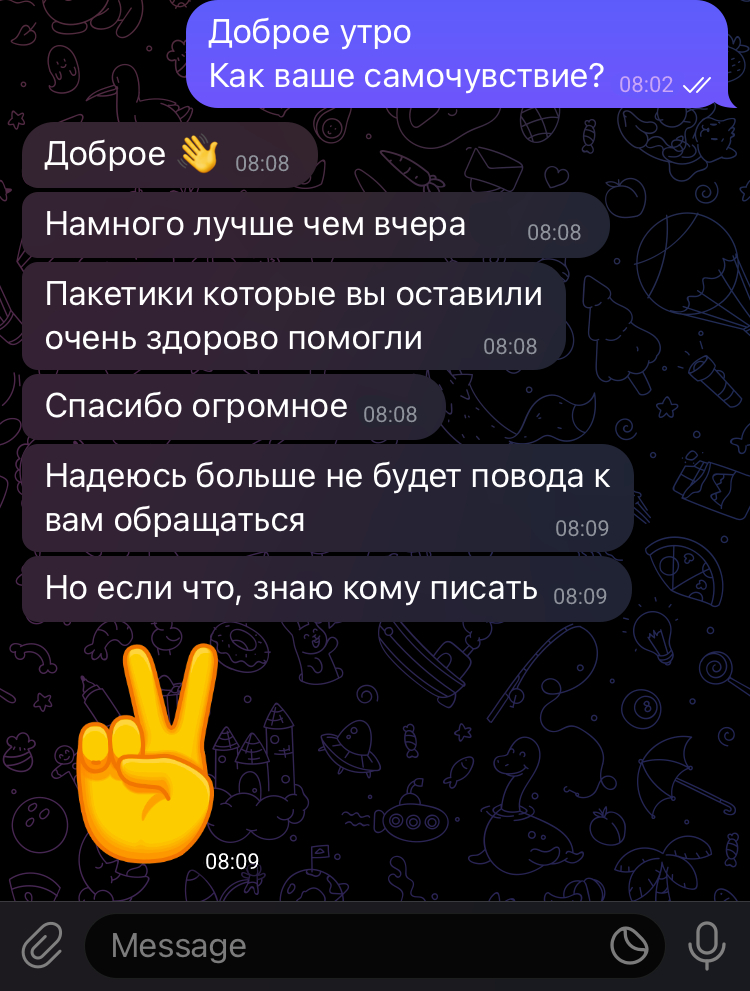 Доброе утро
Как ваше самочувствие? 08:02
Доброе 👋 08:08
Намного лучше чем вчера 08:08
Пакетики которые вы оставили
очень здорово помогли 08:08
Спасибо огромное 08:08
Надеюсь больше не будет повода к
вам обращаться 08:09
Но если что, знаю кому писать 08:09
08:09
Message